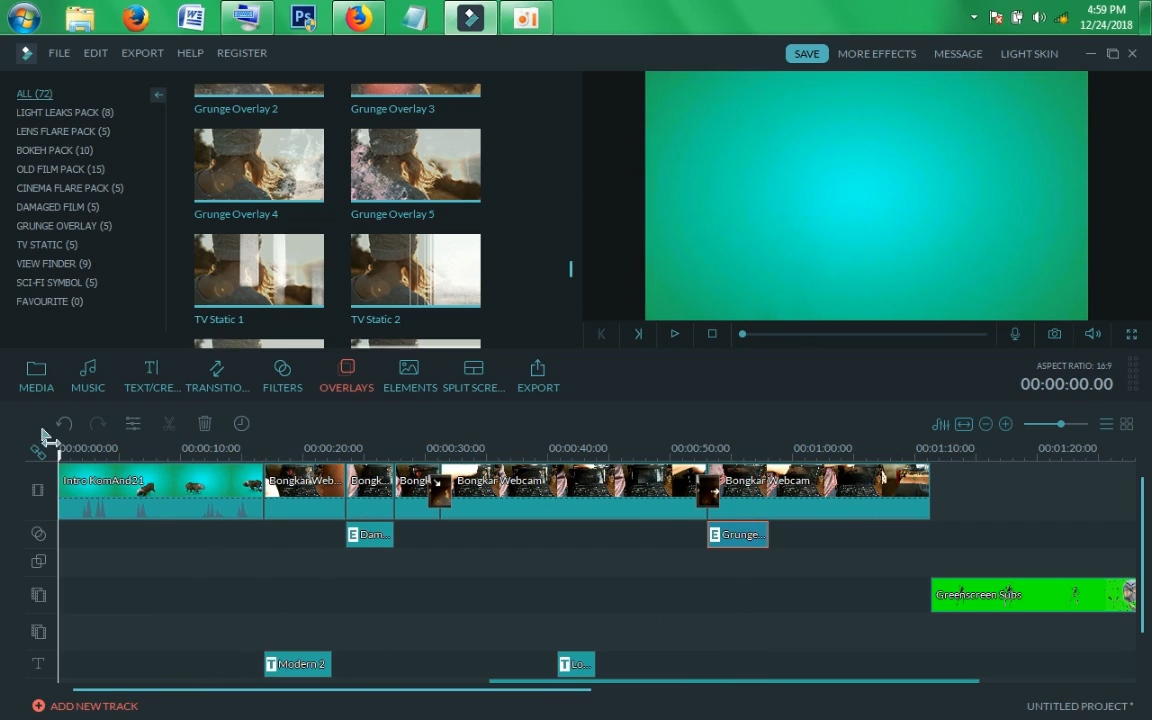 4:59 PM
12/24/2018
FILE EDIT EXPORT HELP REGISTER SAVE MORE EFFECTS MESSAGE LIGHT SKIN
ALL (72)
LIGHT LEAKS PACK (8)
LENS FLARE PACK (5)
BOKEH PACK (10)
OLD FILM PACK (15)
CINEMA FLARE PACK (5)
DAMAGED FILM (5)
GRUNGE OVERLAY (5)
TV STATIC (5)
VIEW FINDER (9)
SCI-FI SYMBOL (5)
FAVOURITE (0)
Grunge Overlay 2 Grunge Overlay 3
Grunge Overlay 4 Grunge Overlay 5
TV Static 1 TV Static 2
MEDIA MUSIC TEXT/CRE... TRANSITIO... FILTERS OVERLAYS ELEMENTS SPLIT SCRE... EXPORT
ASPECT RATIO: 16:9
00:00:00.00
00:00:00:00 00:00:10:00 00:00:20:00 00:00:30:00 00:00:40:00 00:00:50:00 00:01:00:00 00:01:10:00 00:01:20:00
Intro KomAnd21 Bongkar Web... Bongk... Bong Bongkar Webcam Bongkar Webcam
E Dam... E Grunge...
Greenscreen Subs
T Modern 2 T Lo...
ADD NEW TRACK UNTITLED PROJECT *